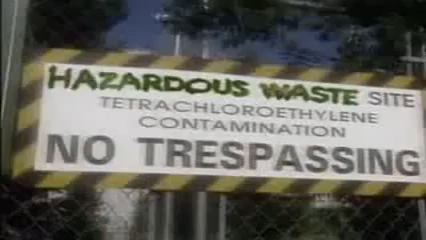 HAZARDOUS WASTE SITE
TETRACHLOROETHYLENE
CONTAMINATION
NO TRESPASSING